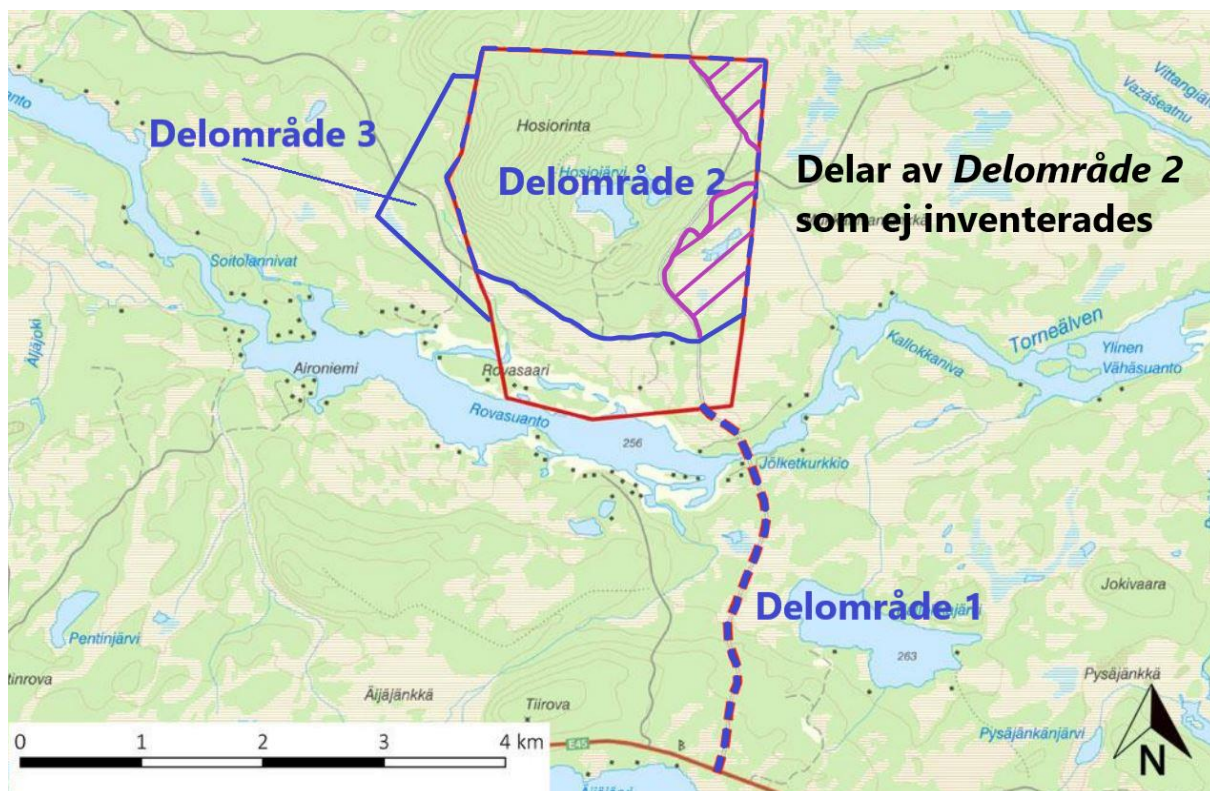 Vittangiälven
Vazášeatnu
Hosiorinta
Delområde 3
Hosiojärvi
Delområde 2
Delar av Delområde 2
som ej inventerades
Soitolannivat
Äijäjoki
Torneälven
Kallokkaniva
Ylinen
Vähäsuanto
Aironiemi
Rovasaari
Rovasuanto
256
Jölketkurkkio
Delområde 1
Jokivaara
263
Pentinjärvi
Pysäjänkkä
Äijäjänkkä
Tiirova
Pysäjänkänjärvi
0 1 2 3 4 km
E45
N